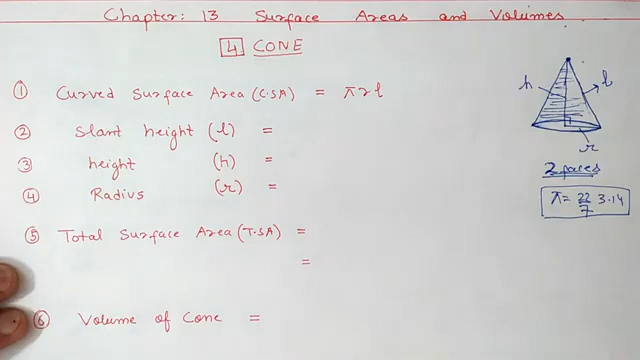 Chapter: 13 Surface Areas and Volumes
4 CONE
① Curved Surface Area (C.S.A) = πrl
② Slant height (l) =
③ height (h) =
④ Radius (r) =
⑤ Total Surface Area (T.S.A) =
=
⑥ Volume of Cone =
h
l
r
2 faces
π = 22/7 3.14